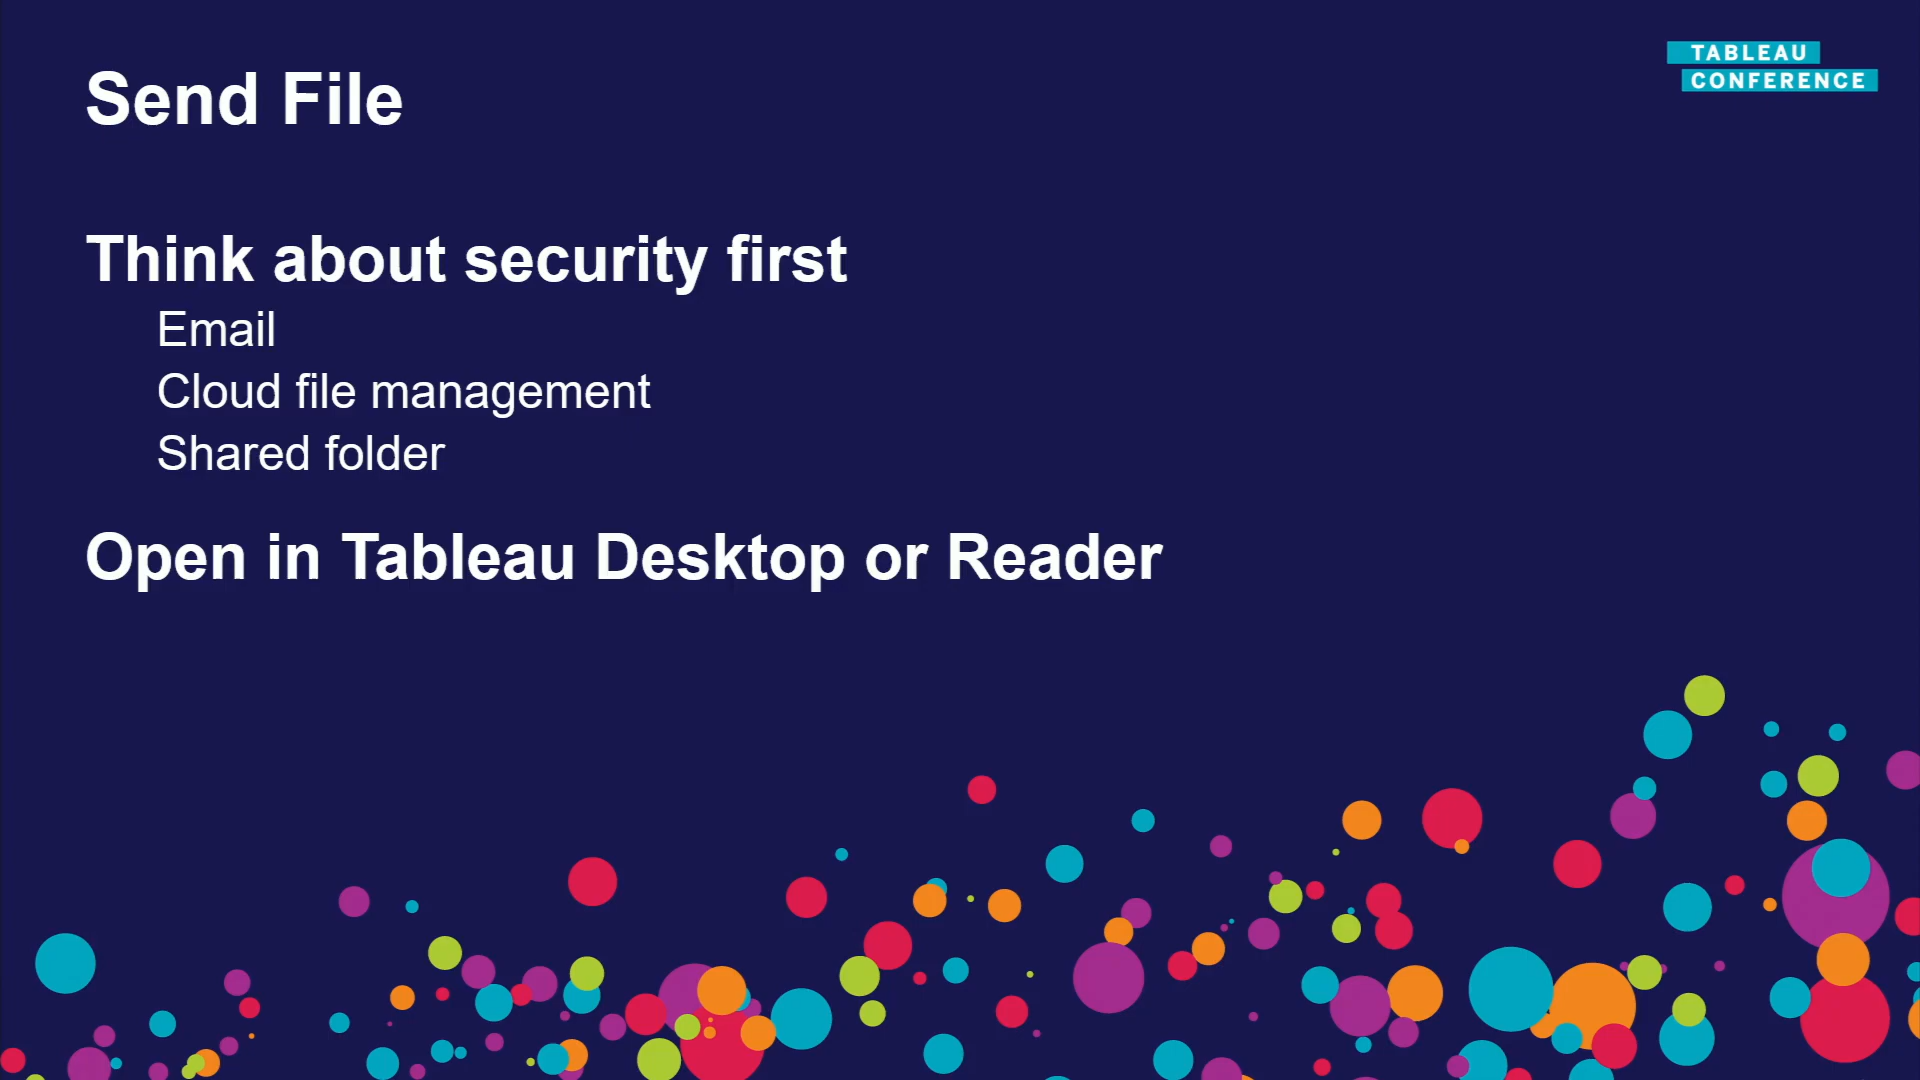 Send File
TABLEAU
CONFERENCE
Think about security first
Email
Cloud file management
Shared folder
Open in Tableau Desktop or Reader